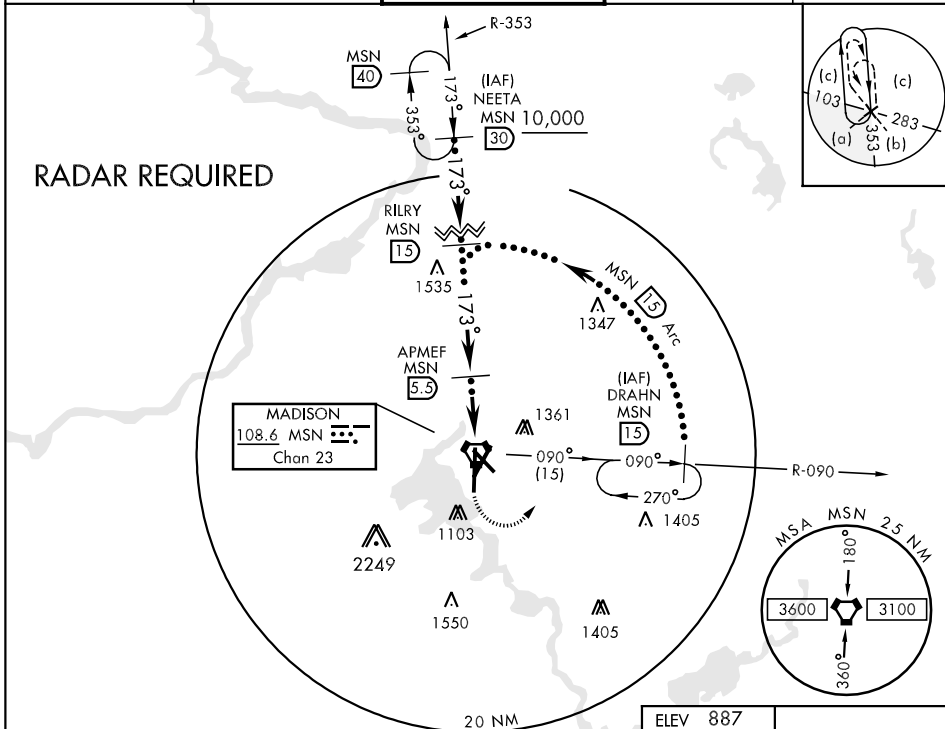 R-353
MSN
40
173°
353°
(IAF)
NEETA
MSN 10,000
30
(c)
(c)
103
283
(a)
353
(b)
RADAR REQUIRED
173°
RILRY
MSN
15
1535
173°
MSN 15 Arc
1347
APMEF
MSN
5.5
(IAF)
DRAHN
MSN
15
MADISON
108.6 MSN
Chan 23
1361
090°
(15)
090°
R-090
270°
1405
1103
2249
1550
1405
MSA MSN 25 NM
180°
3600
3100
360°
20 NM
ELEV 887